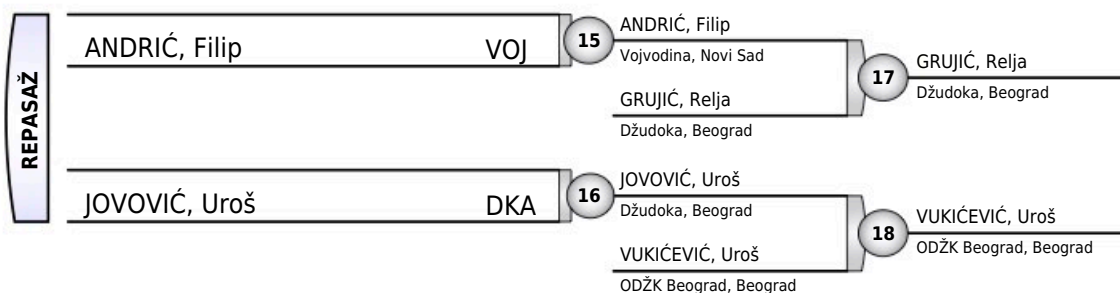 REPASAŽ
ANDRIĆ, Filip VOJ
15
ANDRIĆ, Filip
Vojvodina, Novi Sad
GRUJIĆ, Relja
Džudoka, Beograd
17
GRUJIĆ, Relja
Džudoka, Beograd
JOVOVIĆ, Uroš DKA
16
JOVOVIĆ, Uroš
Džudoka, Beograd
VUKIĆEVIĆ, Uroš
ODŽK Beograd, Beograd
18
VUKIĆEVIĆ, Uroš
ODŽK Beograd, Beograd